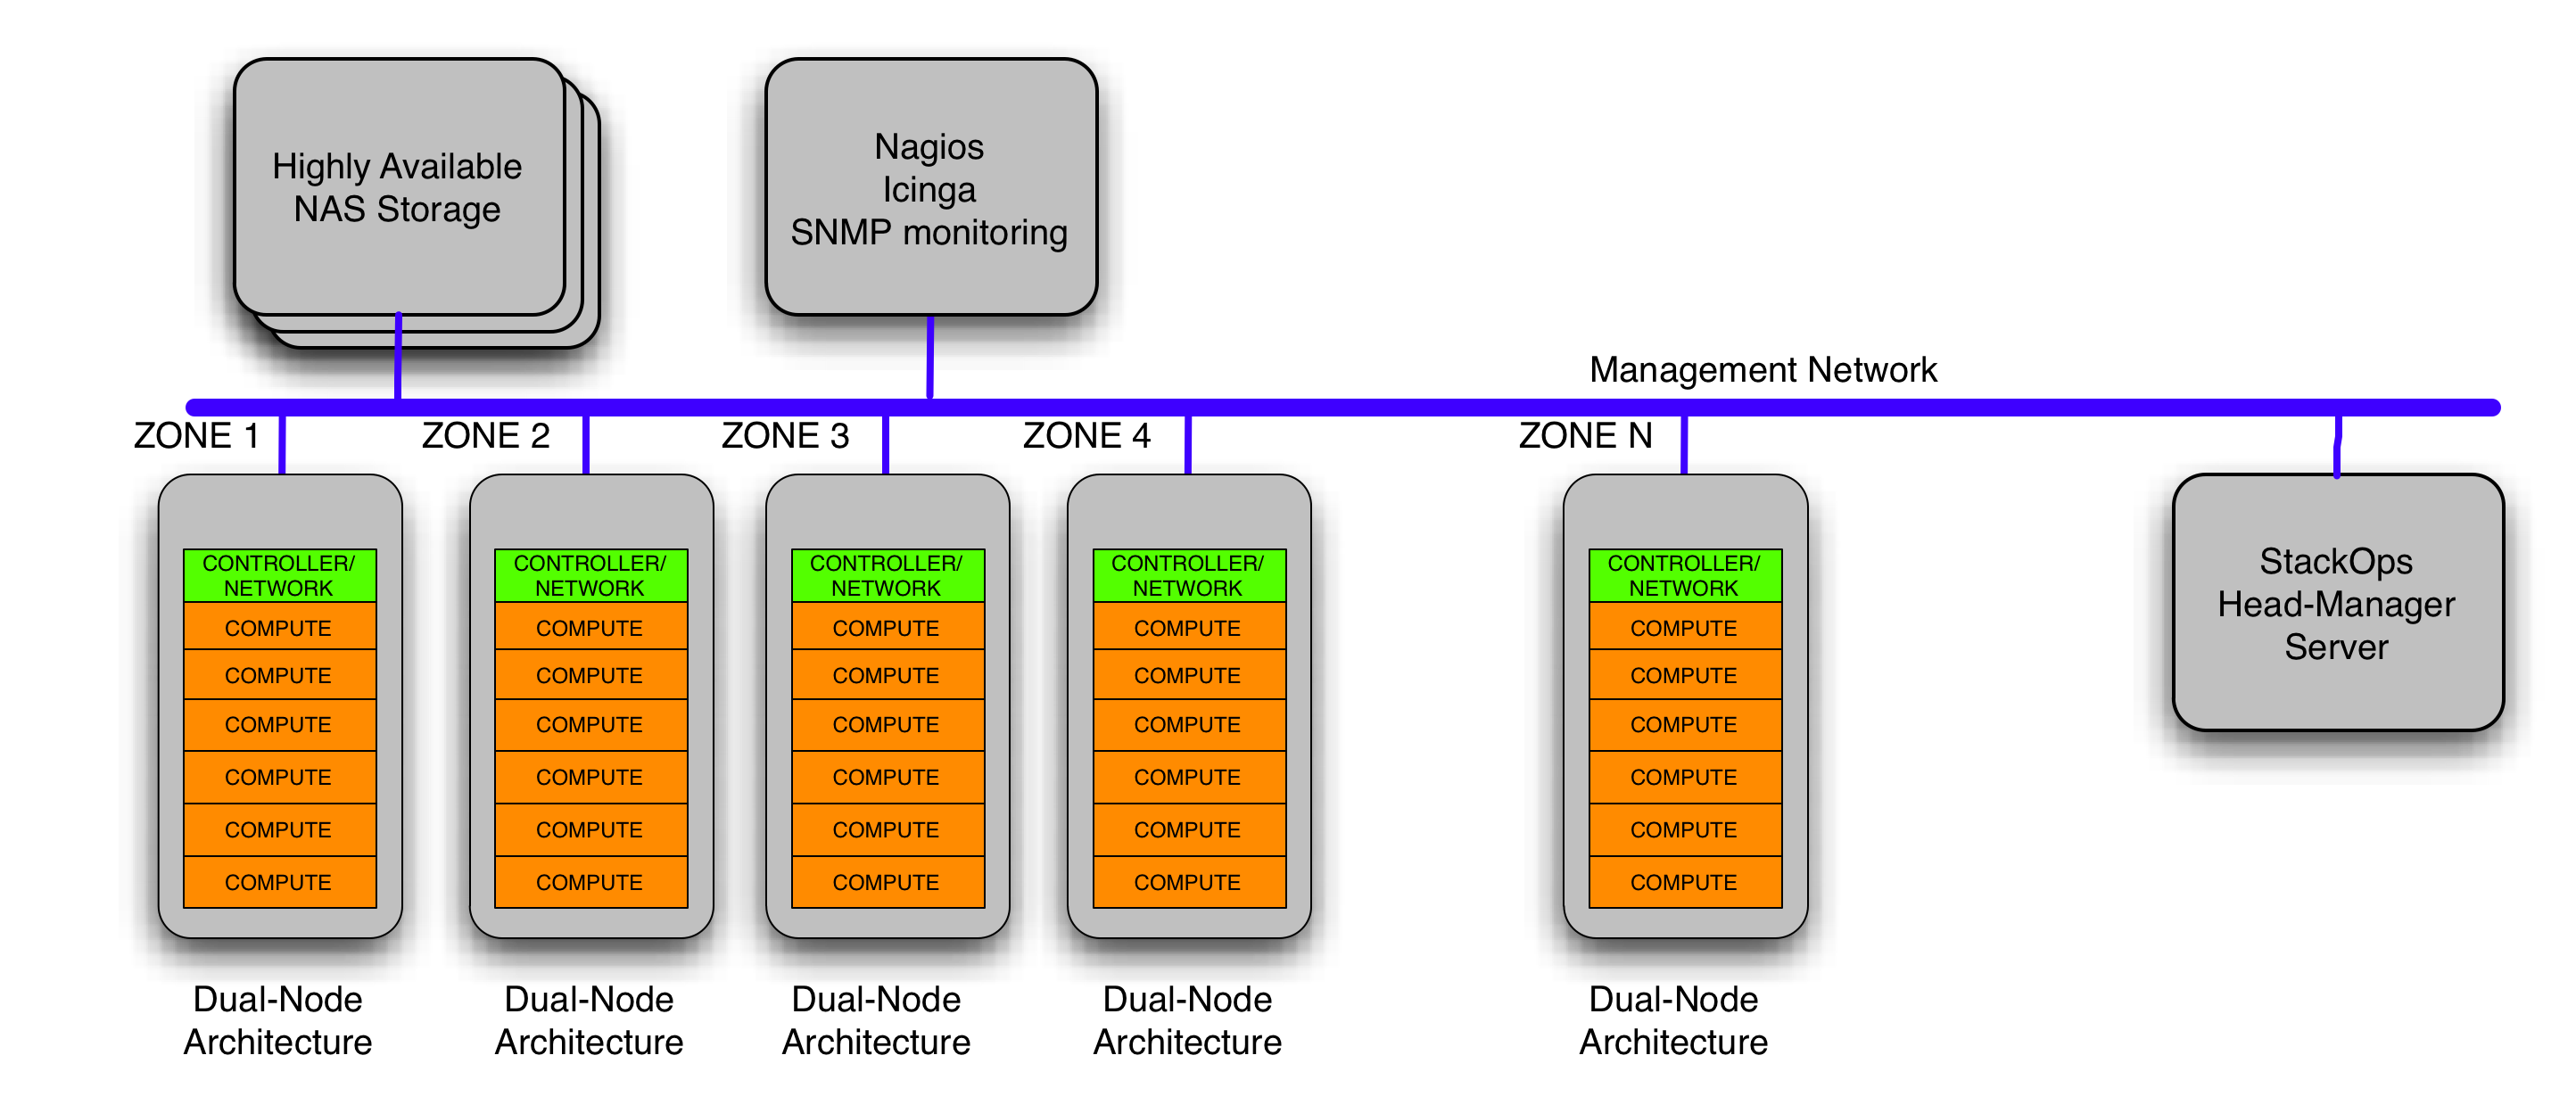 Highly Available
NAS Storage
Nagios
Icinga
SNMP monitoring
Management Network
ZONE 1
ZONE 2
ZONE 3
ZONE 4
ZONE N
CONTROLLER/
NETWORK
COMPUTE
COMPUTE
COMPUTE
COMPUTE
COMPUTE
COMPUTE
Dual-Node
Architecture
CONTROLLER/
NETWORK
COMPUTE
COMPUTE
COMPUTE
COMPUTE
COMPUTE
COMPUTE
Dual-Node
Architecture
CONTROLLER/
NETWORK
COMPUTE
COMPUTE
COMPUTE
COMPUTE
COMPUTE
COMPUTE
Dual-Node
Architecture
CONTROLLER/
NETWORK
COMPUTE
COMPUTE
COMPUTE
COMPUTE
COMPUTE
COMPUTE
Dual-Node
Architecture
CONTROLLER/
NETWORK
COMPUTE
COMPUTE
COMPUTE
COMPUTE
COMPUTE
COMPUTE
Dual-Node
Architecture
StackOps
Head-Manager
Server